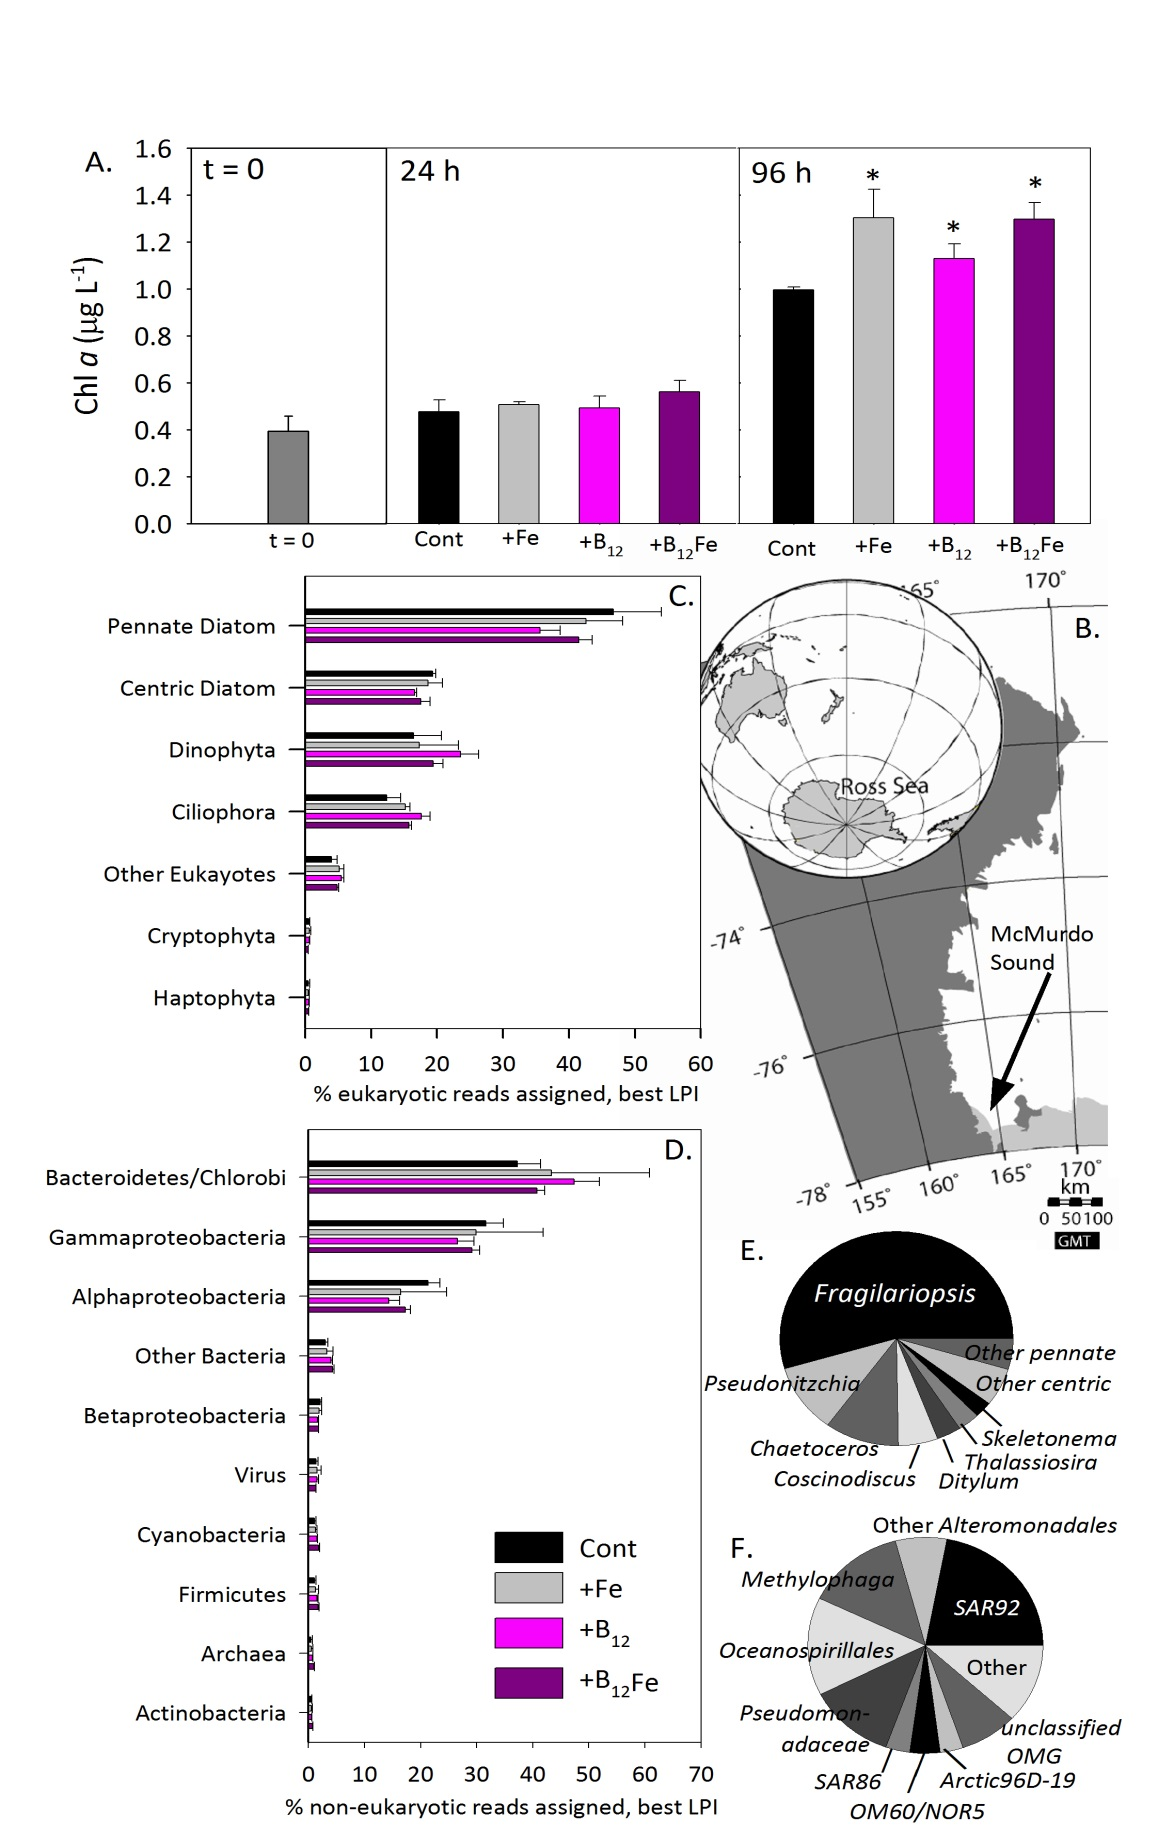 A.
1.6
1.4
1.2
1.0
0.8
0.6
0.4
0.2
0.0
Chl a (µg L-1)
t = 0
24 h
96 h
*
*
*
t = 0
Cont
+Fe
+B12
+B12Fe
Cont
+Fe
+B12
+B12Fe
C.
Pennate Diatom
Centric Diatom
Dinophyta
Ciliophora
Other Eukayotes
Cryptophyta
Haptophyta
0 10 20 30 40 50 60
% eukaryotic reads assigned, best LPI
B.
165°
170°
Ross Sea
McMurdo
Sound
-74°
-76°
-78°
155°
160°
165°
170°
km
0 50 100
GMT
D.
Bacteroidetes/Chlorobi
Gammaproteobacteria
Alphaproteobacteria
Other Bacteria
Betaproteobacteria
Virus
Cyanobacteria
Firmicutes
Archaea
Actinobacteria
Cont
+Fe
+B12
+B12Fe
0 10 20 30 40 50 60 70
% non-eukaryotic reads assigned, best LPI
E.
Fragilariopsis
Other pennate
Other centric
Pseudonitzchia
Skeletonema
Thalassiosira
Chaetoceros
Coscinodiscus
Ditylum
F.
Other Alteromonadales
Methylophaga
SAR92
Oceanospirillales
Other
Pseudomon-
adaceae
unclassified
OMG
SAR86
Arctic96D-19
OM60/NOR5